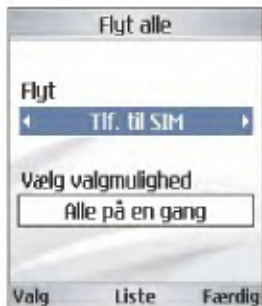 Flyt alle
Flyt
Tlf. til SIM
Vælg valgmulighed
Alle på en gang
Valg Liste Færdig